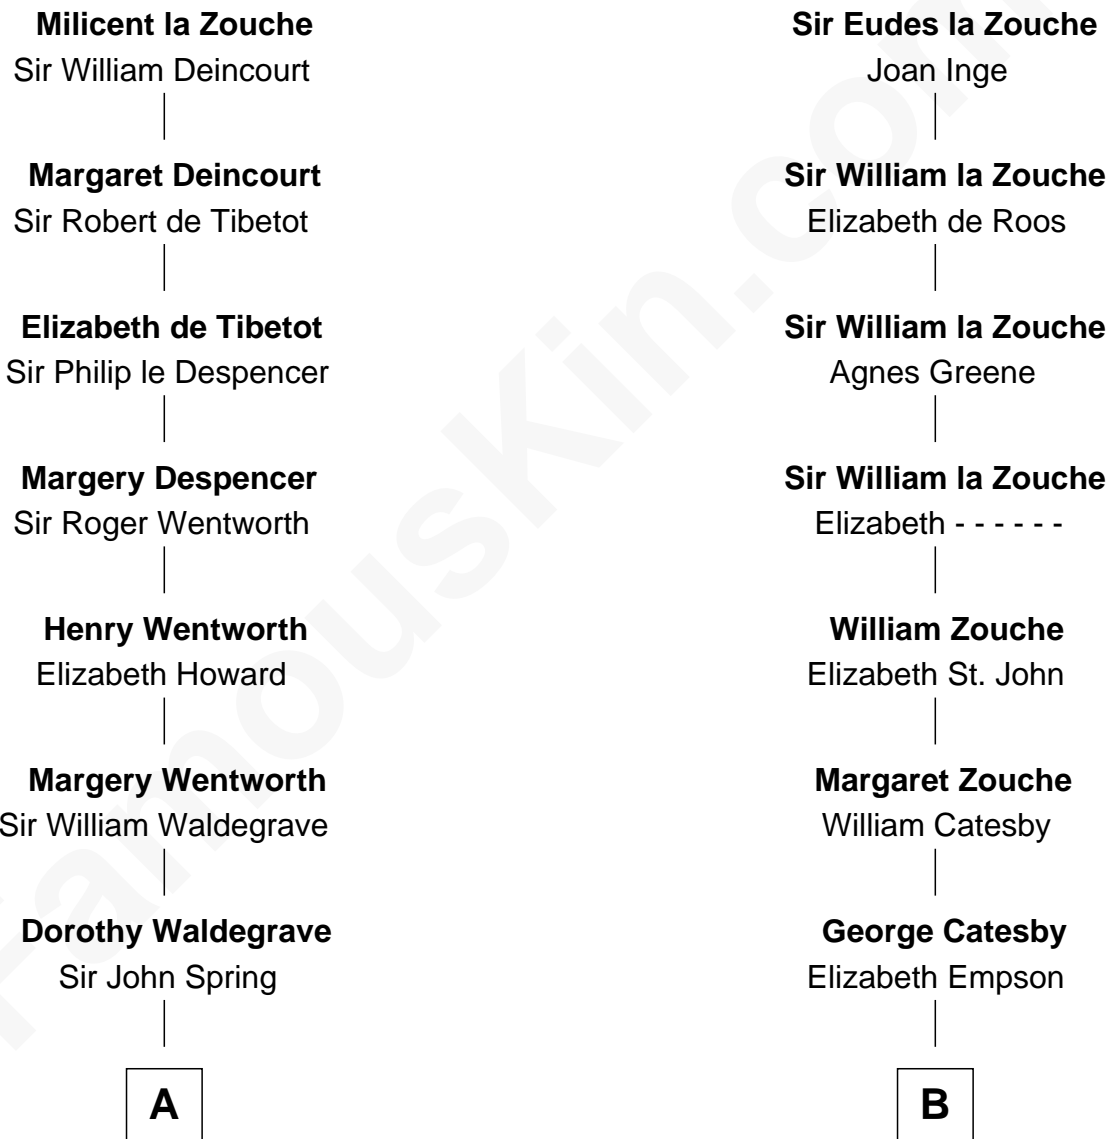 Milicent la Zouche
Sir William Deincourt
Margaret Deincourt
Sir Robert de Tibetot
Elizabeth de Tibetot
Sir Philip le Despencer
Margery Despencer
Sir Roger Wentworth
Henry Wentworth
Elizabeth Howard
Margery Wentworth
Sir William Waldegrave
Dorothy Waldegrave
Sir John Spring
A
Sir Eudes la Zouche
Joan Inge
Sir William la Zouche
Elizabeth de Roos
Sir William la Zouche
Agnes Greene
Sir William la Zouche
Elizabeth - - - - - -
William Zouche
Elizabeth St. John
Margaret Zouche
William Catesby
George Catesby
Elizabeth Empson
B
FamousKin.com